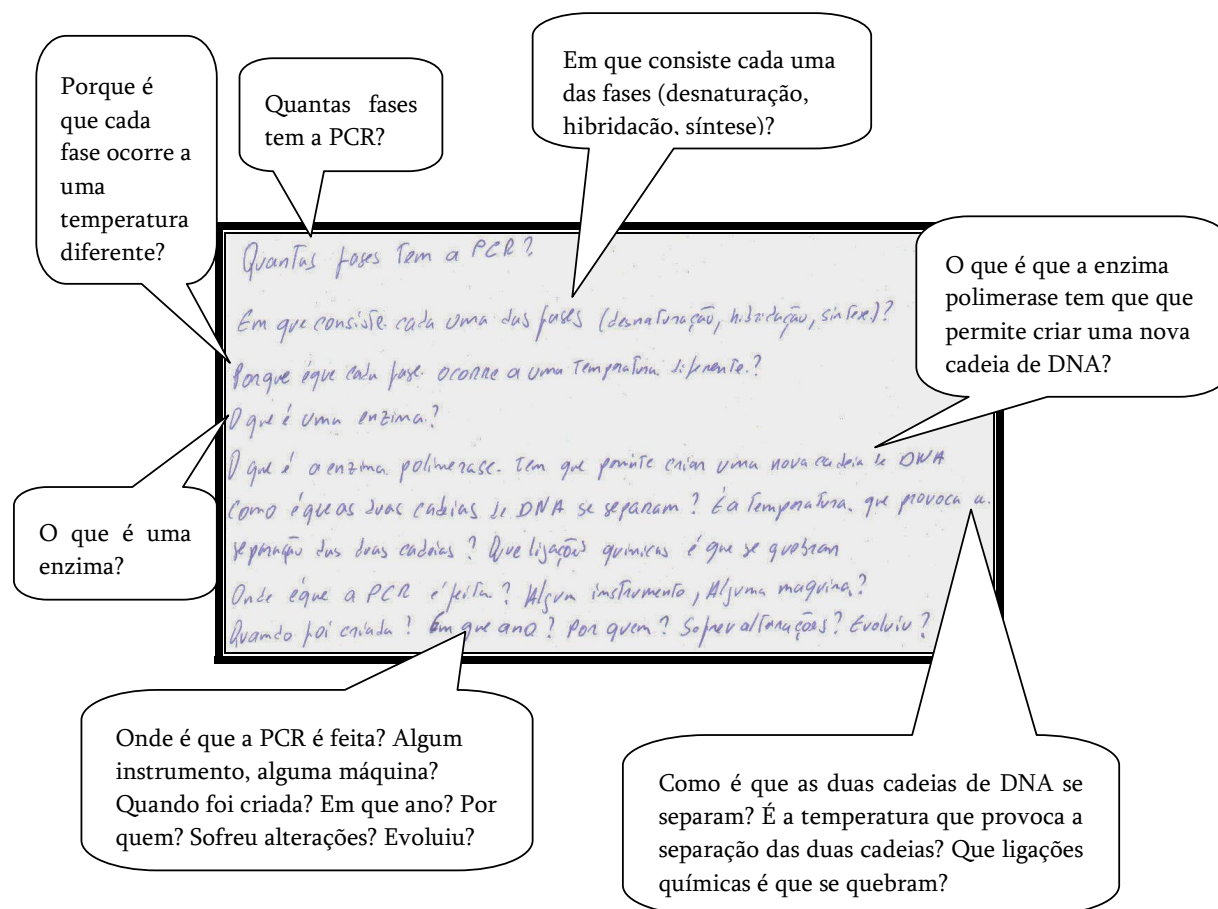 Porque é
que cada
fase ocorre a
uma
temperatura
diferente?
Quantas fases
tem a PCR?
Em que consiste cada uma
das fases (desnaturação,
hibridação, síntese)?
Quantas fases tem a PCR?
Em que consiste cada uma das fases (desnaturação, hibridação, síntese)?
Porque é que cada fase ocorre a uma temperatura diferente?
O que é uma enzima?
O que é a enzima polimerase tem que permite criar uma nova cadeia de DNA
Como é que as duas cadeias de DNA se separam? É a temperatura que provoca a
separação das duas cadeias? Que ligações químicas é que se quebram
Onde é que a PCR é feita? Algum instrumento, Alguma maquina?
Quando foi criada? Em que ano? Por quem? Sofreu alterações? Evoluiu?
O que é que a enzima
polimerase tem que que
permite criar uma nova
cadeia de DNA?
O que é uma
enzima?
Onde é que a PCR é feita? Algum
instrumento, alguma máquina?
Quando foi criada? Em que ano? Por
quem? Sofreu alterações? Evoluiu?
Como é que as duas cadeias de DNA se
separam? É a temperatura que provoca a
separação das duas cadeias? Que ligações
químicas é que se quebram?